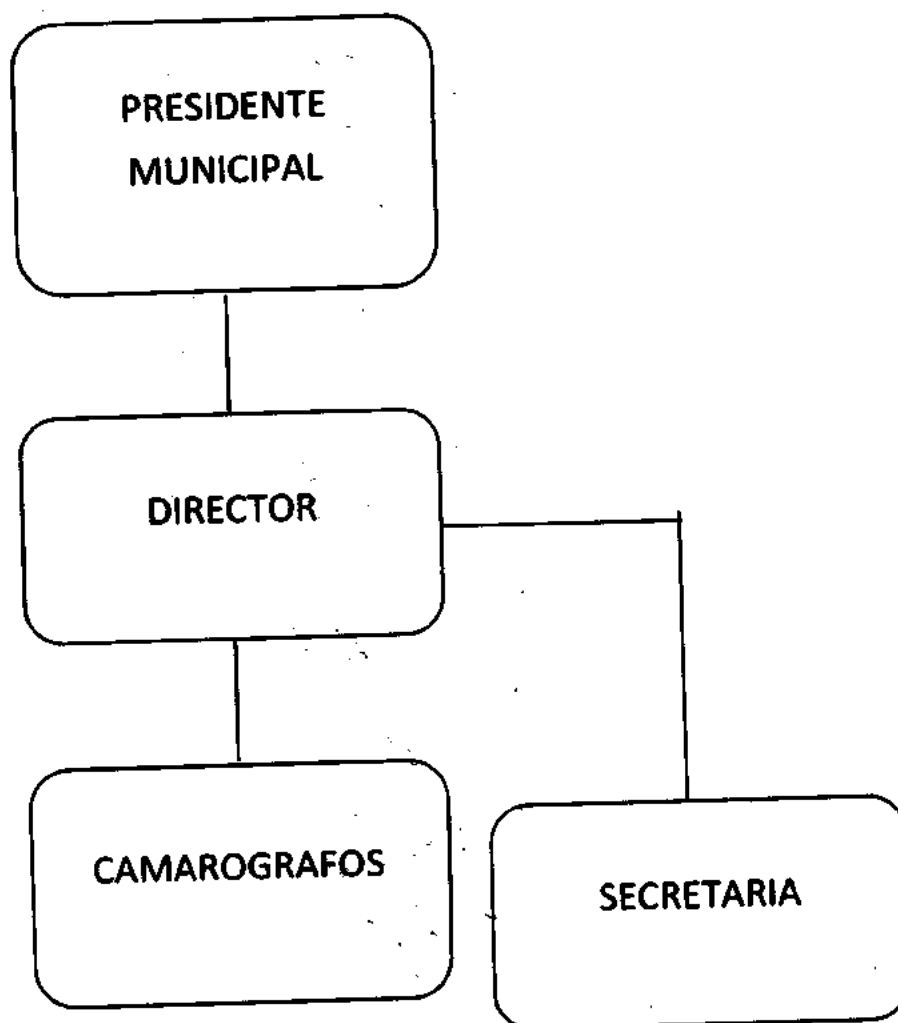 PRESIDENTE
MUNICIPAL
DIRECTOR
CAMAROGRAFOS
SECRETARIA